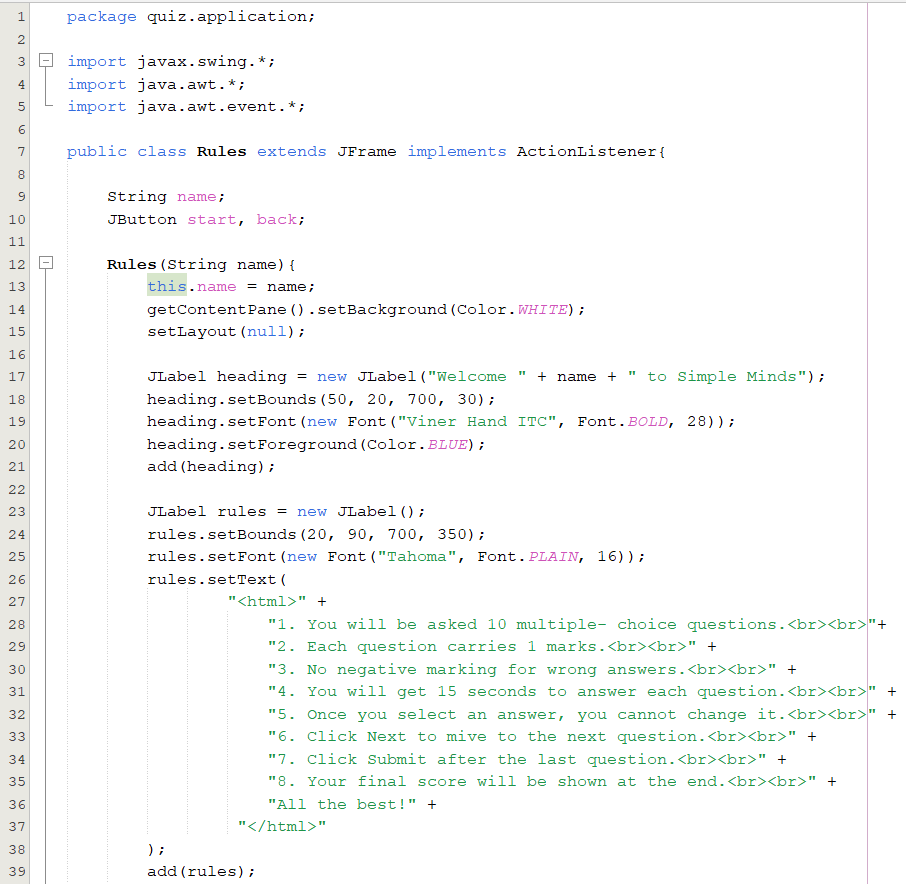 1 package quiz.application;
2
3 import javax.swing.*;
4 import java.awt.*;
5 import java.awt.event.*;
6
7 public class Rules extends JFrame implements ActionListener{
8
9 String name;
10 JButton start, back;
11
12 Rules(String name){
13 this.name = name;
14 getContentPane().setBackground(Color.WHITE);
15 setLayout(null);
16
17 JLabel heading = new JLabel("Welcome " + name + " to Simple Minds");
18 heading.setBounds(50, 20, 700, 30);
19 heading.setFont(new Font("Viner Hand ITC", Font.BOLD, 28));
20 heading.setForeground(Color.BLUE);
21 add(heading);
22
23 JLabel rules = new JLabel();
24 rules.setBounds(20, 90, 700, 350);
25 rules.setFont(new Font("Tahoma", Font.PLAIN, 16));
26 rules.setText(
27 "<html>" +
28 "1. You will be asked 10 multiple- choice questions.<br><br>"+
29 "2. Each question carries 1 marks.<br><br>" +
30 "3. No negative marking for wrong answers.<br><br>" +
31 "4. You will get 15 seconds to answer each question.<br><br>" +
32 "5. Once you select an answer, you cannot change it.<br><br>" +
33 "6. Click Next to mive to the next question.<br><br>" +
34 "7. Click Submit after the last question.<br><br>" +
35 "8. Your final score will be shown at the end.<br><br>" +
36 "All the best!" +
37 "</html>"
38 );
39 add(rules);